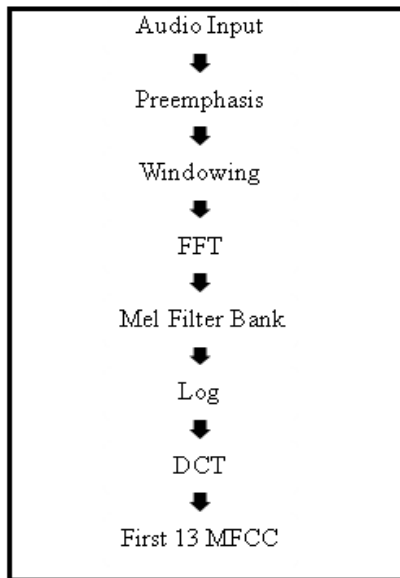 Audio Input
Preemphasis
Windowing
FFT
Mel Filter Bank
Log
DCT
First 13 MFCC